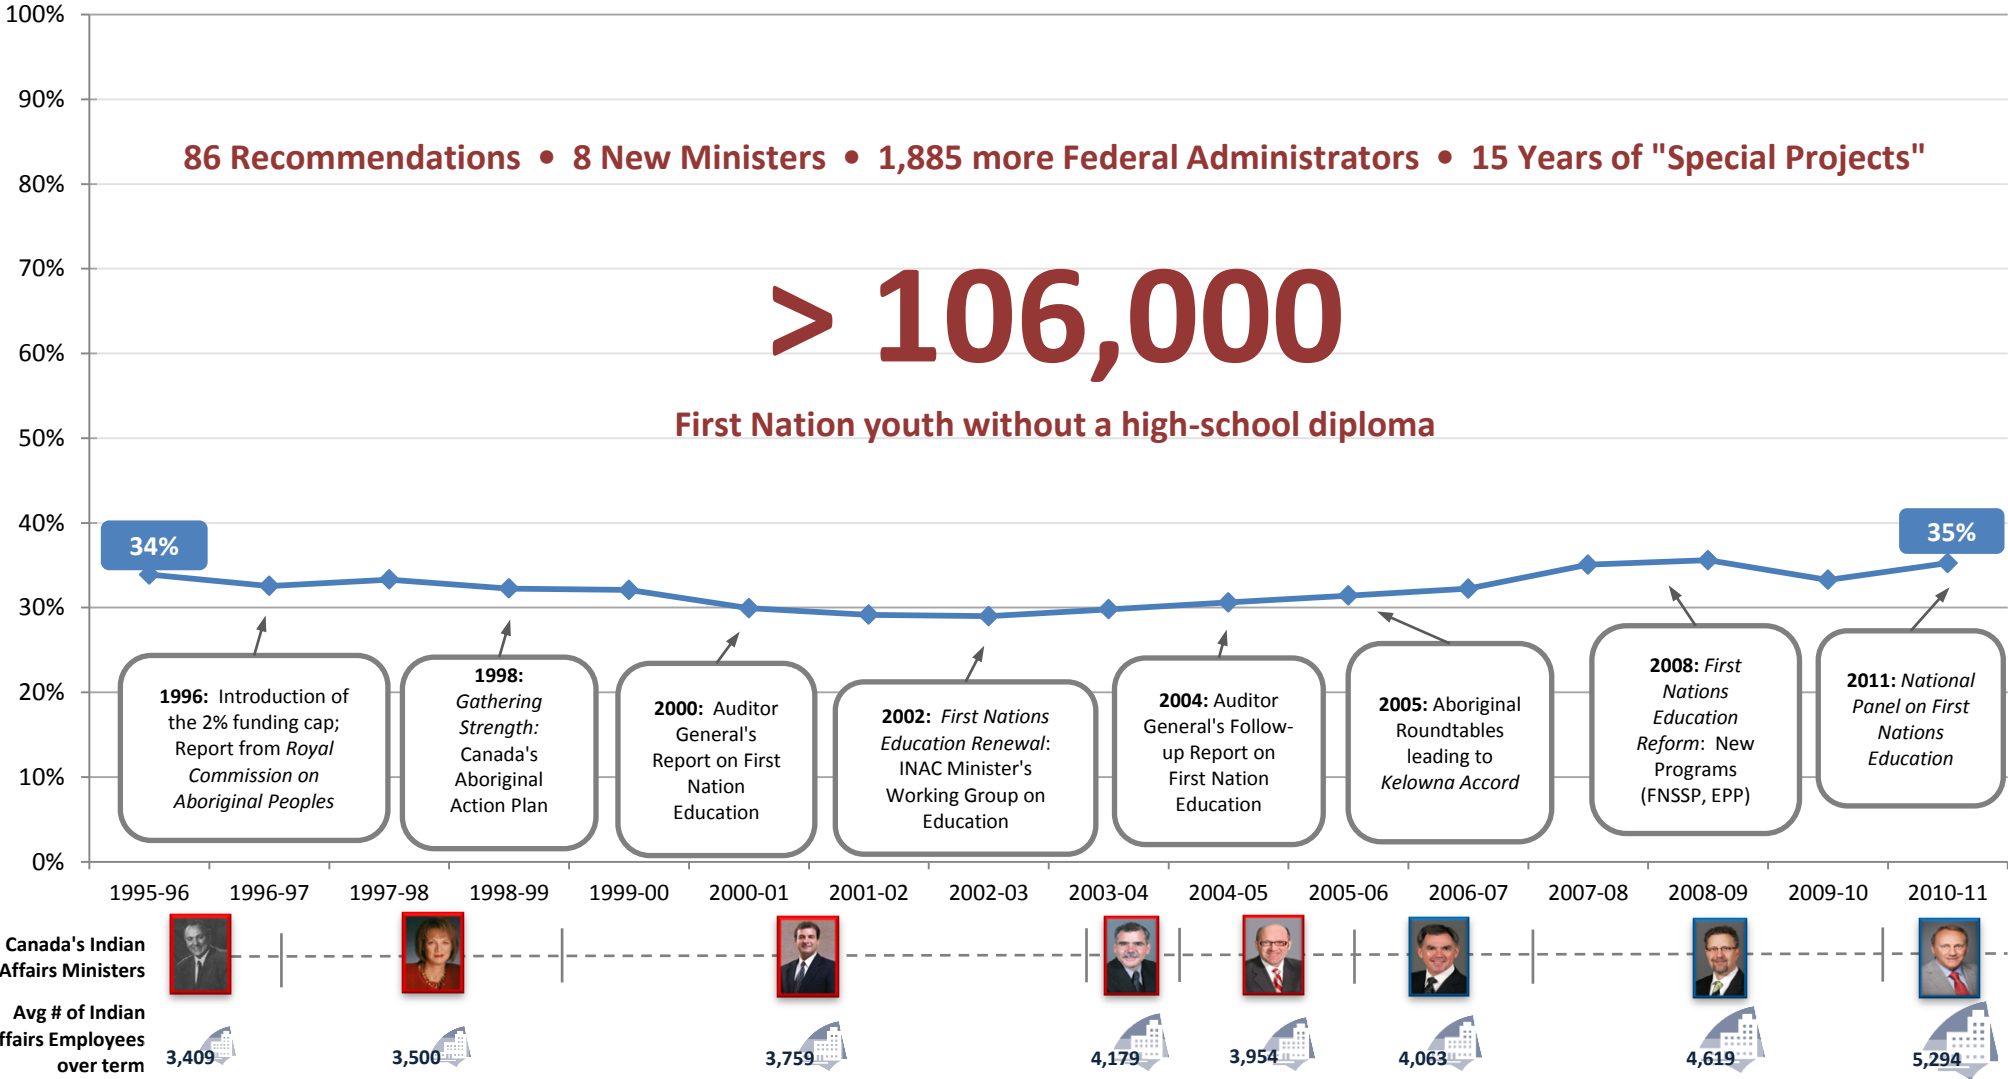 100%
90%
86 Recommendations • 8 New Ministers • 1,885 more Federal Administrators • 15 Years of "Special Projects"
80%
70%
> 106,000
60%
First Nation youth without a high-school diploma
50%
40%
34%
35%
30%
20%
10%
0%
1996: Introduction of
the 2% funding cap;
Report from Royal
Commission on
Aboriginal Peoples
1998:
Gathering
Strength:
Canada's
Aboriginal
Action Plan
2000: Auditor
General's
Report on First
Nation
Education
2002: First Nations
Education Renewal:
INAC Minister's
Working Group on
Education
2004: Auditor
General's Follow-
up Report on
First Nation
Education
2005: Aboriginal
Roundtables
leading to
Kelowna Accord
2008: First
Nations
Education
Reform: New
Programs
(FNSSP, EPP)
2011: National
Panel on First
Nations
Education
1995-96 1996-97 1997-98 1998-99 1999-00 2000-01 2001-02 2002-03 2003-04 2004-05 2005-06 2006-07 2007-08 2008-09 2009-10 2010-11
Canada's Indian
Affairs Ministers
Avg # of Indian
ffairs Employees
over term
3,409 3,500 3,759 4,179 3,954 4,063 4,619 5,294